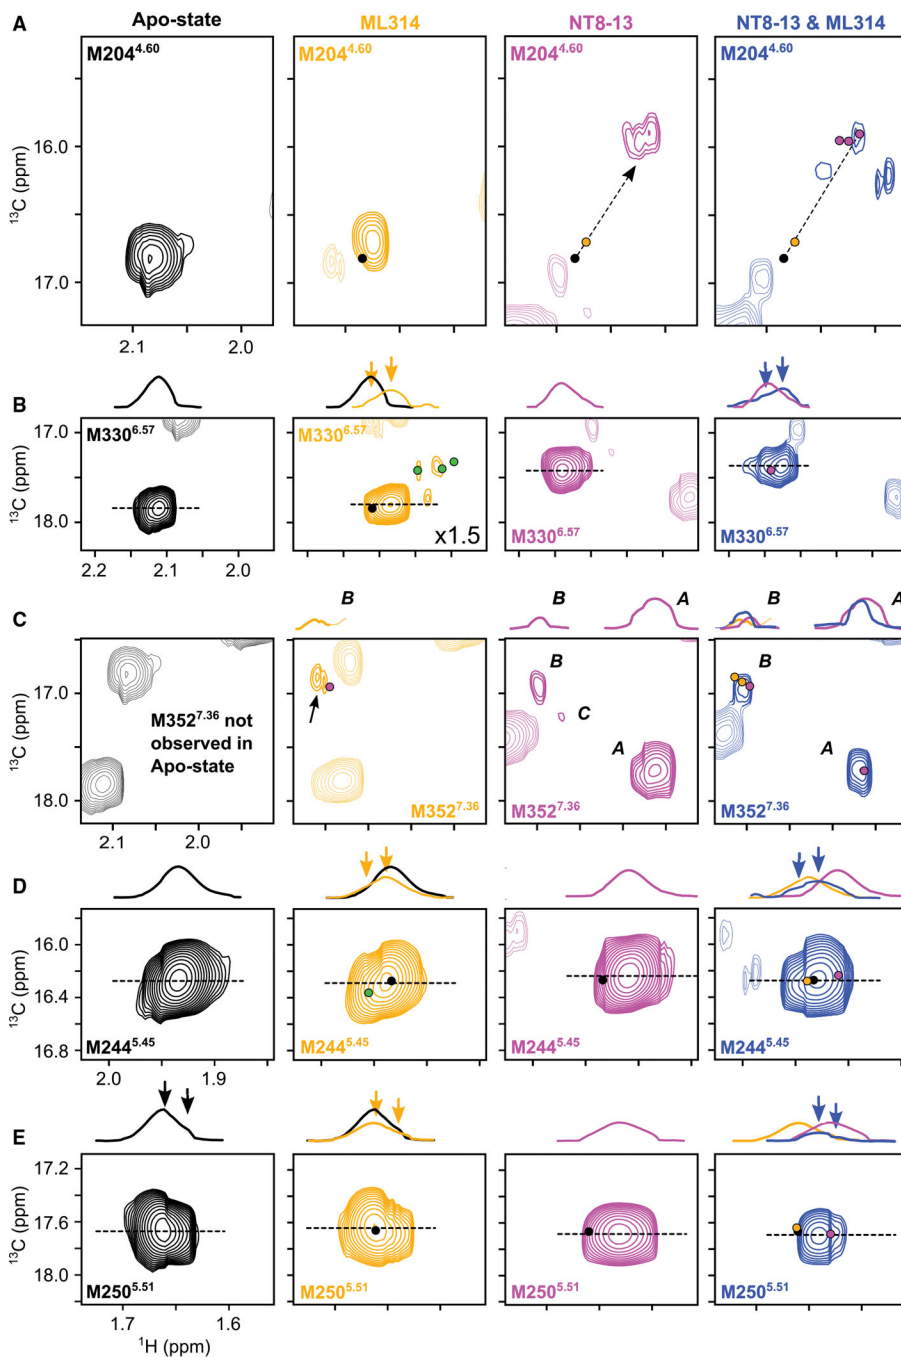 Apo-state ML314 NT8-13 NT8-13 & ML314
A
M204^4.60 M204^4.60 M204^4.60 M204^4.60
16.0
17.0
13C (ppm)
2.1 2.0
B
M330^6.57 M330^6.57
17.0
18.0
13C (ppm)
x1.5
M330^6.57 M330^6.57
2.2 2.1 2.0
C
B B A B A
17.0
18.0
13C (ppm)
B C A B A
M352^7.36 not
observed in
Apo-state
M352^7.36 M352^7.36 M352^7.36
2.1 2.0
D
16.0
16.4
16.8
13C (ppm)
M244^5.45 M244^5.45 M244^5.45 M244^5.45
2.0 1.9
E
17.2
17.6
18.0
13C (ppm)
M250^5.51 M250^5.51 M250^5.51 M250^5.51
1.7 1.6
1H (ppm)